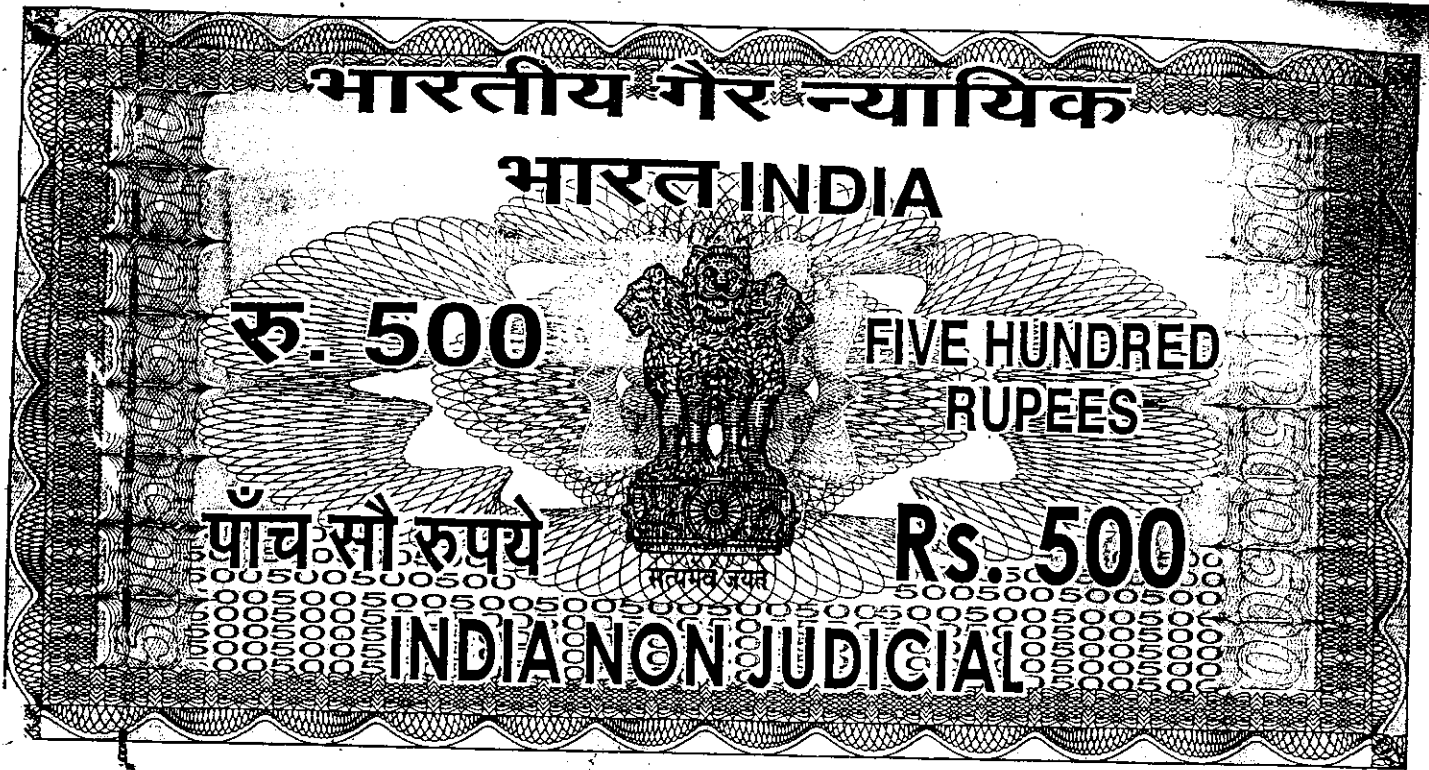 भारतीय गैर न्यायिक
भारत INDIA
रु. 500
FIVE HUNDRED
RUPEES
पाँच सौ रुपये
Rs. 500
सत्यमेव जयते
INDIA NON JUDICIAL